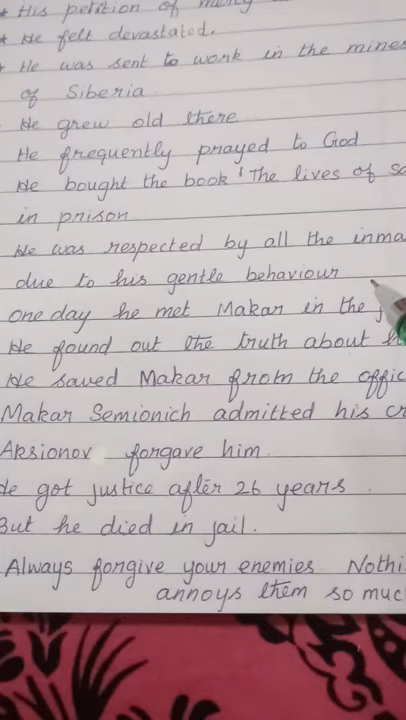 * His petition of mercy
* He felt devastated.
* He was sent to work in the mines
of Siberia
He grew old there
He frequently prayed to God
He bought the book 'The lives of
in prison
He was respected by all the
due to his gentle behaviour
one day he met Makar in the
He found out the truth about
He saved Makar from the
Makar Semionich admitted his
Aksionov forgave him.
He got justice after 26 years.
But he died in jail.
Always forgive your enemies. 
annoys them so